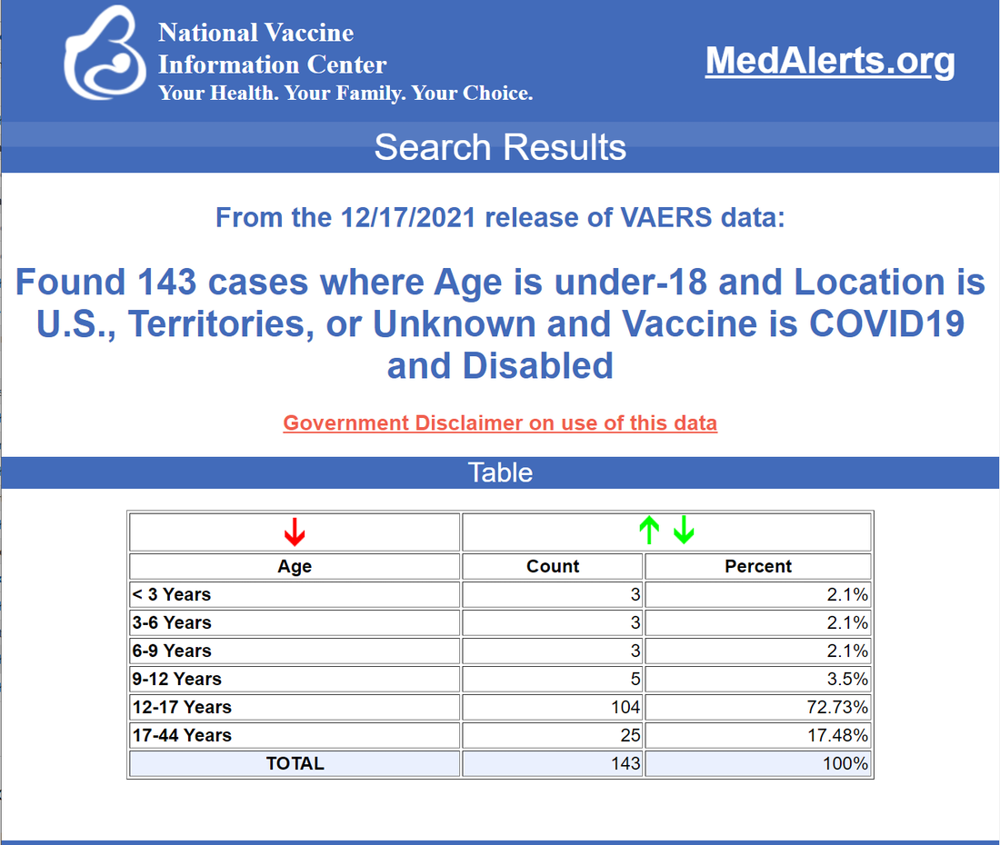 National Vaccine
Information Center
Your Health. Your Family. Your Choice.
MedAlerts.org
Search Results
From the 12/17/2021 release of VAERS data:
Found 143 cases where Age is under-18 and Location is
U.S., Territories, or Unknown and Vaccine is COVID19
and Disabled
Government Disclaimer on use of this data
Table
Age Count Percent
< 3 Years 3 2.1%
3-6 Years 3 2.1%
6-9 Years 3 2.1%
9-12 Years 5 3.5%
12-17 Years 104 72.73%
17-44 Years 25 17.48%
TOTAL 143 100%